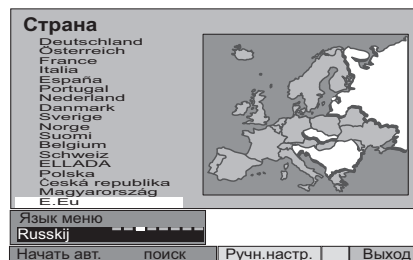 Страна
Deutschland
Österreich
France
Italia
España
Portugal
Nederland
Danmark
Sverige
Norge
Suomi
Belgium
Schweiz
ELLADA
Polska
Česká republika
Magyarország
E.Eu
Язык меню
Russkij
Начать авт. поиск Ручн.настр. Выход